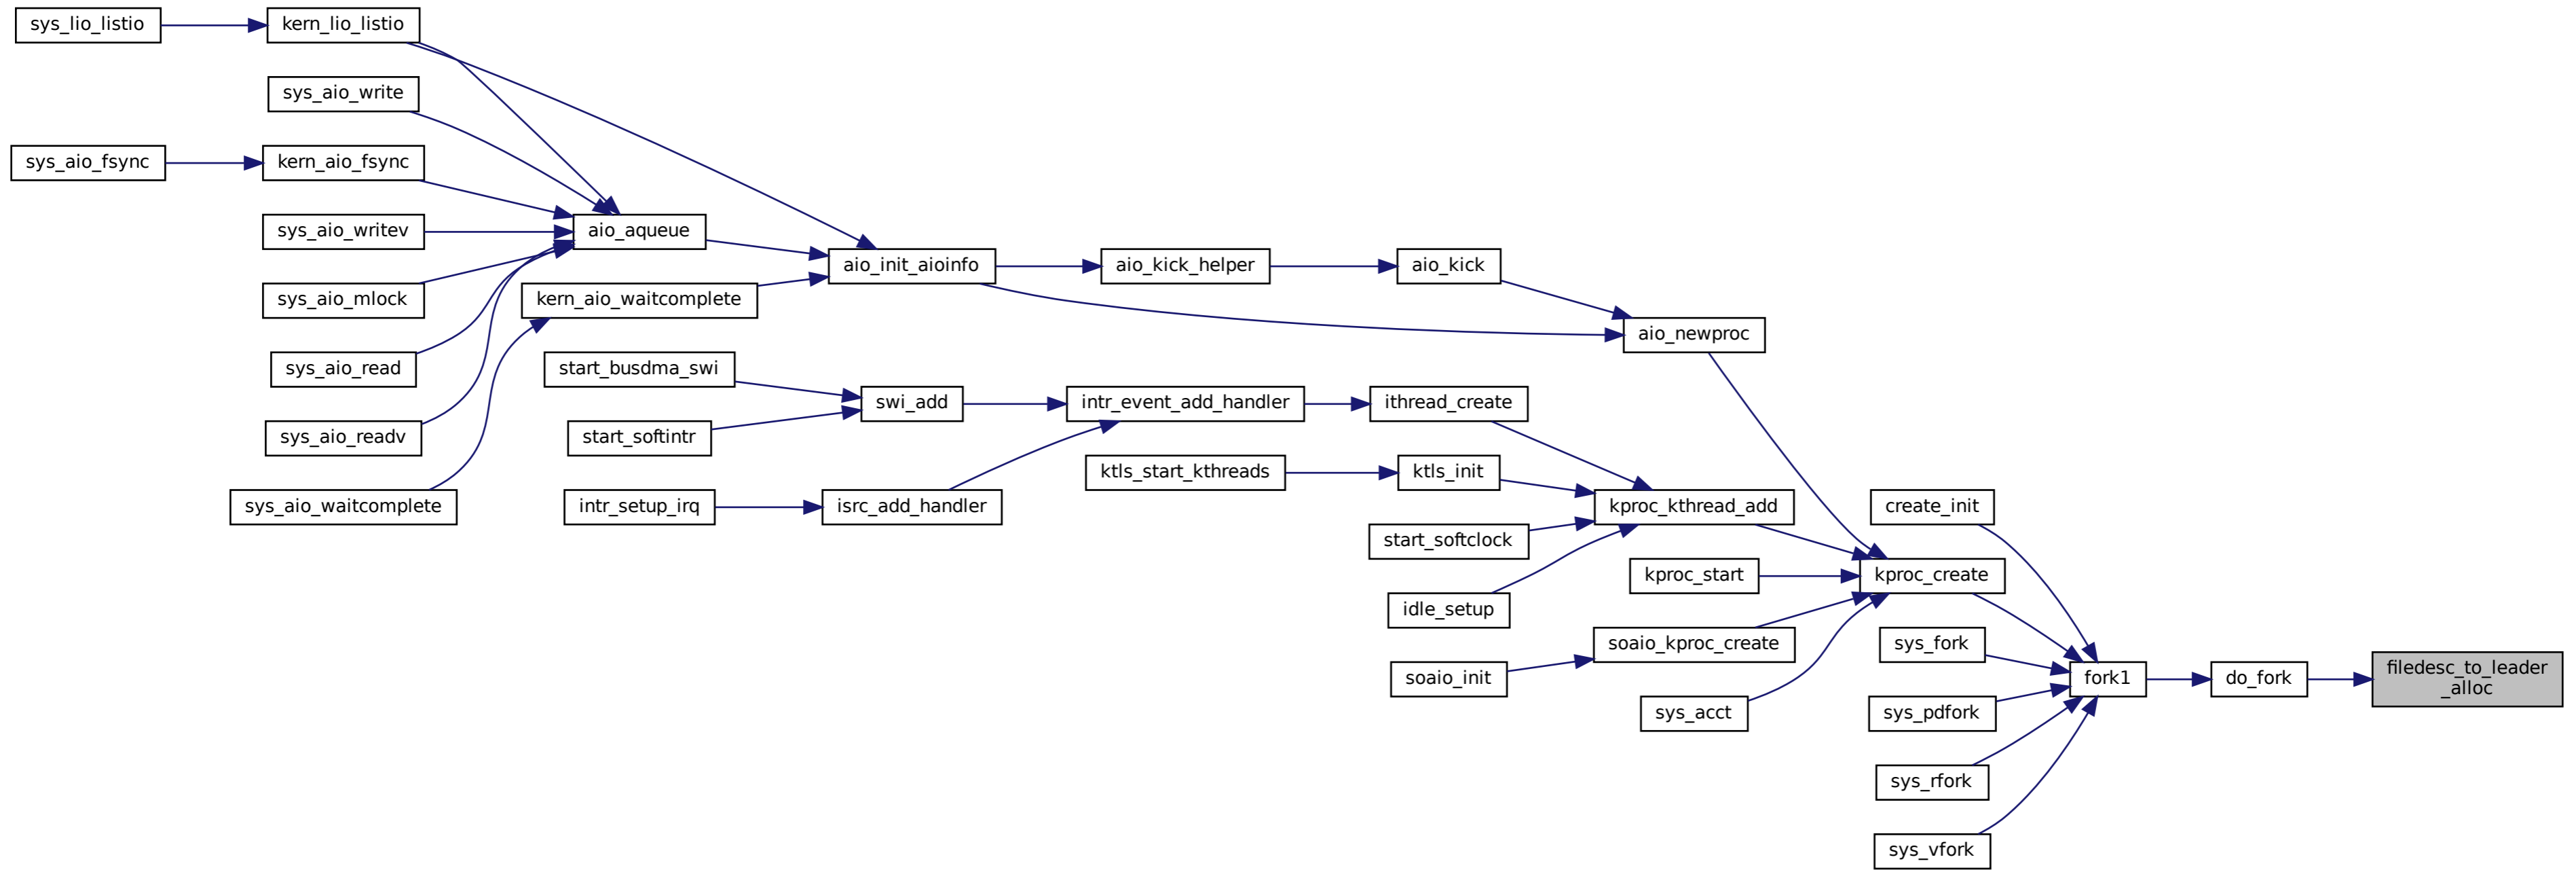 sys_lio_listio
kern_lio_listio
sys_aio_write
sys_aio_fsync
kern_aio_fsync
sys_aio_writev
aio_aqueue
sys_aio_mlock
kern_aio_waitcomplete
aio_init_aioinfo
aio_kick_helper
aio_kick
aio_newproc
sys_aio_read
start_busdma_swi
swi_add
intr_event_add_handler
ithread_create
sys_aio_readv
start_softintr
ktls_start_kthreads
ktls_init
sys_aio_waitcomplete
intr_setup_irq
isrc_add_handler
kproc_kthread_add
create_init
start_softclock
kproc_start
kproc_create
idle_setup
soaio_kproc_create
sys_fork
soaio_init
fork1
do_fork
filedesc_to_leader
_alloc
sys_acct
sys_pdfork
sys_rfork
sys_vfork